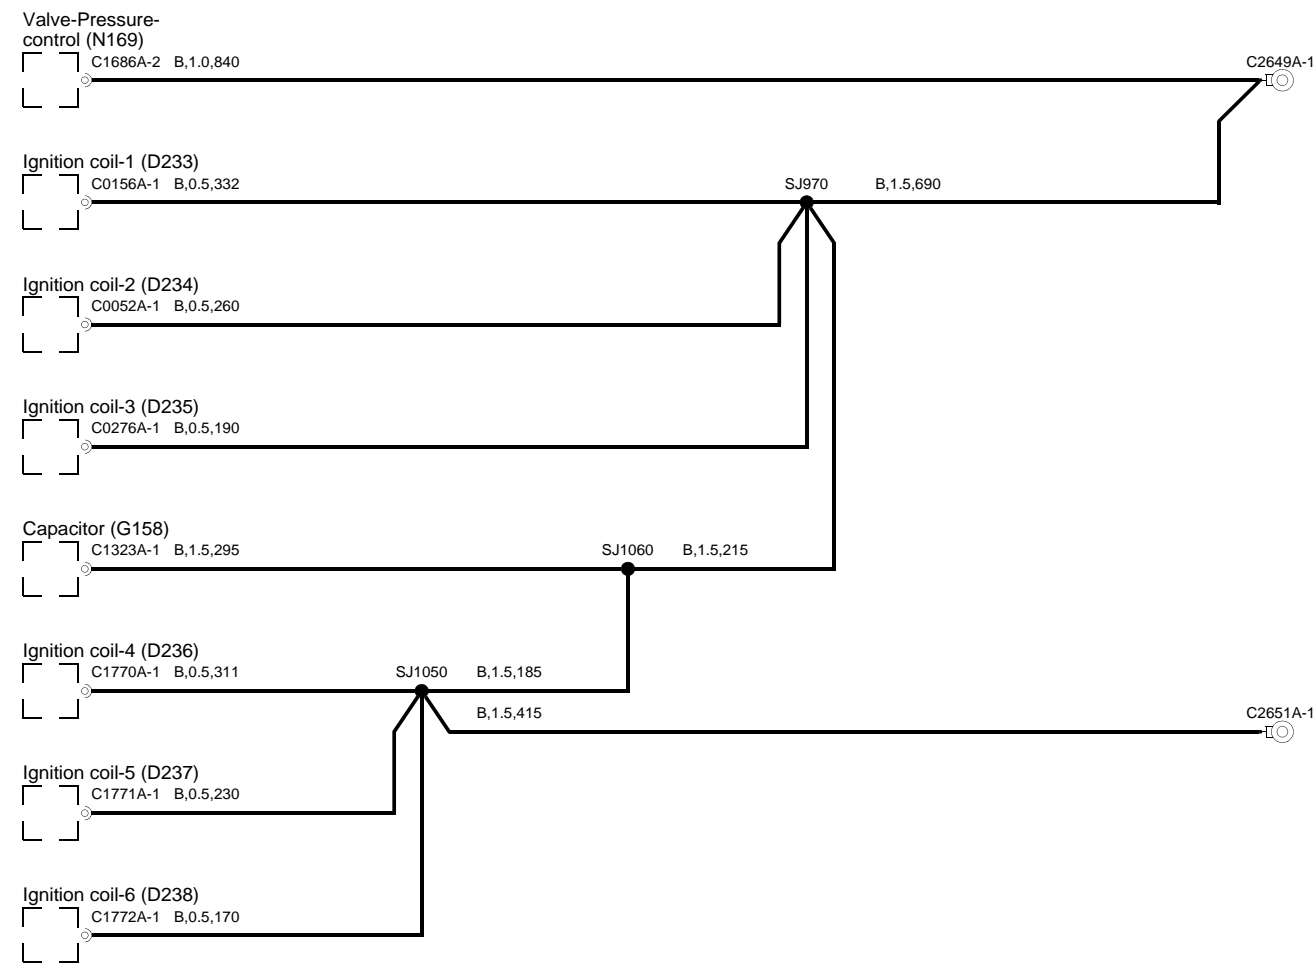 Valve-Pressure-
control (N169)
C1686A-2 B,1.0,840
C2649A-1
Ignition coil-1 (D233)
C0156A-1 B,0.5,332
SJ970
B,1.5,690
Ignition coil-2 (D234)
C0052A-1 B,0.5,260
Ignition coil-3 (D235)
C0276A-1 B,0.5,190
Capacitor (G158)
C1323A-1 B,1.5,295
SJ1060
B,1.5,215
Ignition coil-4 (D236)
C1770A-1 B,0.5,311
SJ1050
B,1.5,185
B,1.5,415
C2651A-1
Ignition coil-5 (D237)
C1771A-1 B,0.5,230
Ignition coil-6 (D238)
C1772A-1 B,0.5,170